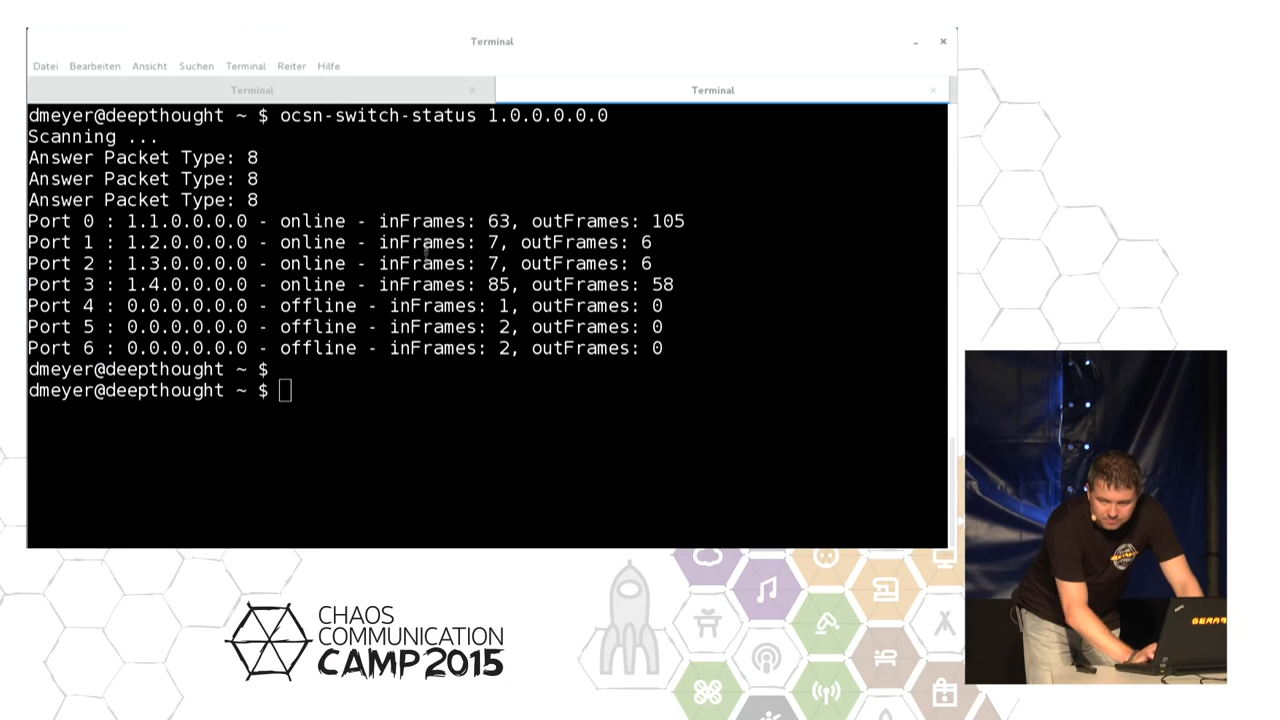 Terminal
Datei Bearbeiten Ansicht Suchen Terminal Reiter Hilfe
Terminal Terminal
dmeyer@deepthought ~ $ ocsn-switch-status 1.0.0.0.0.0
Scanning ...
Answer Packet Type: 8
Answer Packet Type: 8
Answer Packet Type: 8
Port 0 : 1.1.0.0.0.0 - online - inFrames: 63, outFrames: 105
Port 1 : 1.2.0.0.0.0 - online - inFrames: 7, outFrames: 6
Port 2 : 1.3.0.0.0.0 - online - inFrames: 7, outFrames: 6
Port 3 : 1.4.0.0.0.0 - online - inFrames: 85, outFrames: 58
Port 4 : 0.0.0.0.0.0 - offline - inFrames: 1, outFrames: 0
Port 5 : 0.0.0.0.0.0 - offline - inFrames: 2, outFrames: 0
Port 6 : 0.0.0.0.0.0 - offline - inFrames: 2, outFrames: 0
dmeyer@deepthought ~ $
dmeyer@deepthought ~ $
CHAOS
COMMUNICATION
CAMP 2015